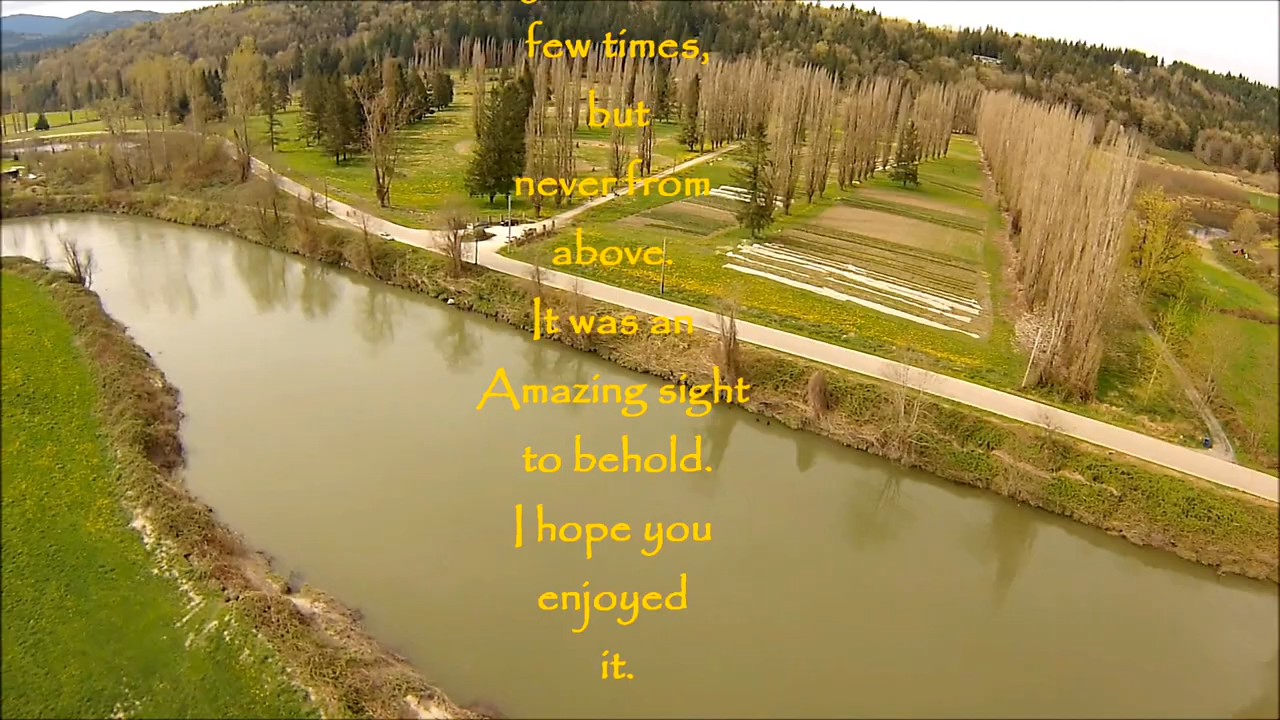 few times,
but
never from
above.
It was an
Amazing sight
to behold.
I hope you
enjoyed
it.